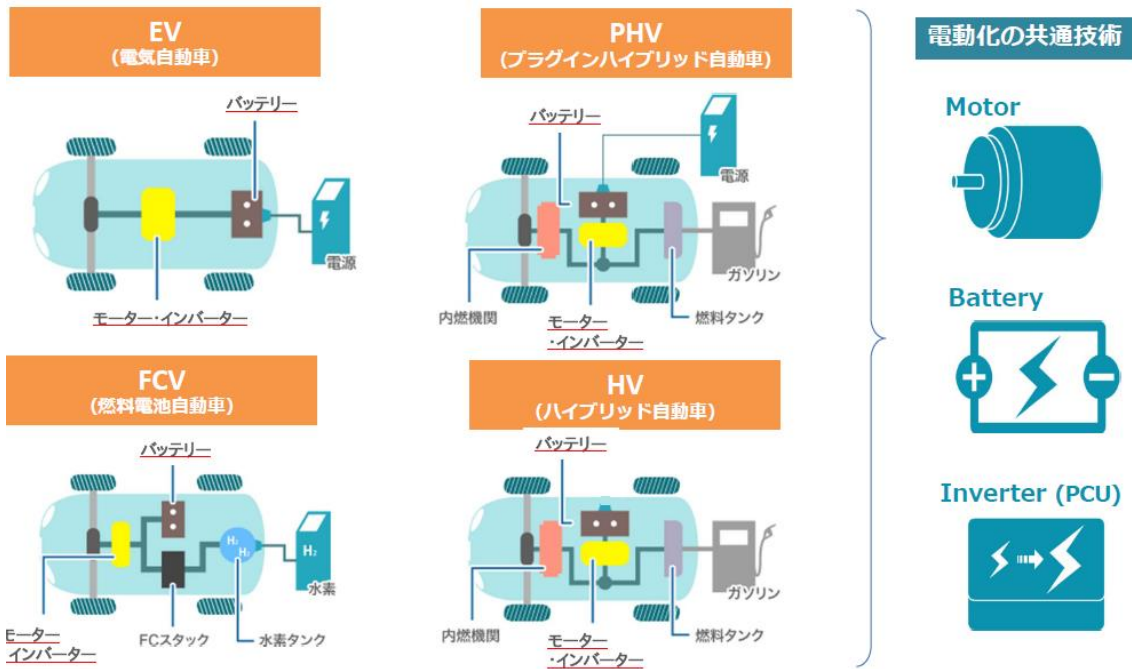 EV
(電気自動車)
バッテリー
電源
モーター・インバーター
PHV
(プラグインハイブリッド自動車)
バッテリー
電源
ガソリン
内燃機関
モーター
・インバーター
燃料タンク
FCV
(燃料電池自動車)
バッテリー
H₂
H₂
H₂
水素
モーター
インバーター
FCスタック
水素タンク
HV
(ハイブリッド自動車)
バッテリー
ガソリン
内燃機関
モーター
・インバーター
燃料タンク
電動化の共通技術
Motor
Battery
Inverter (PCU)